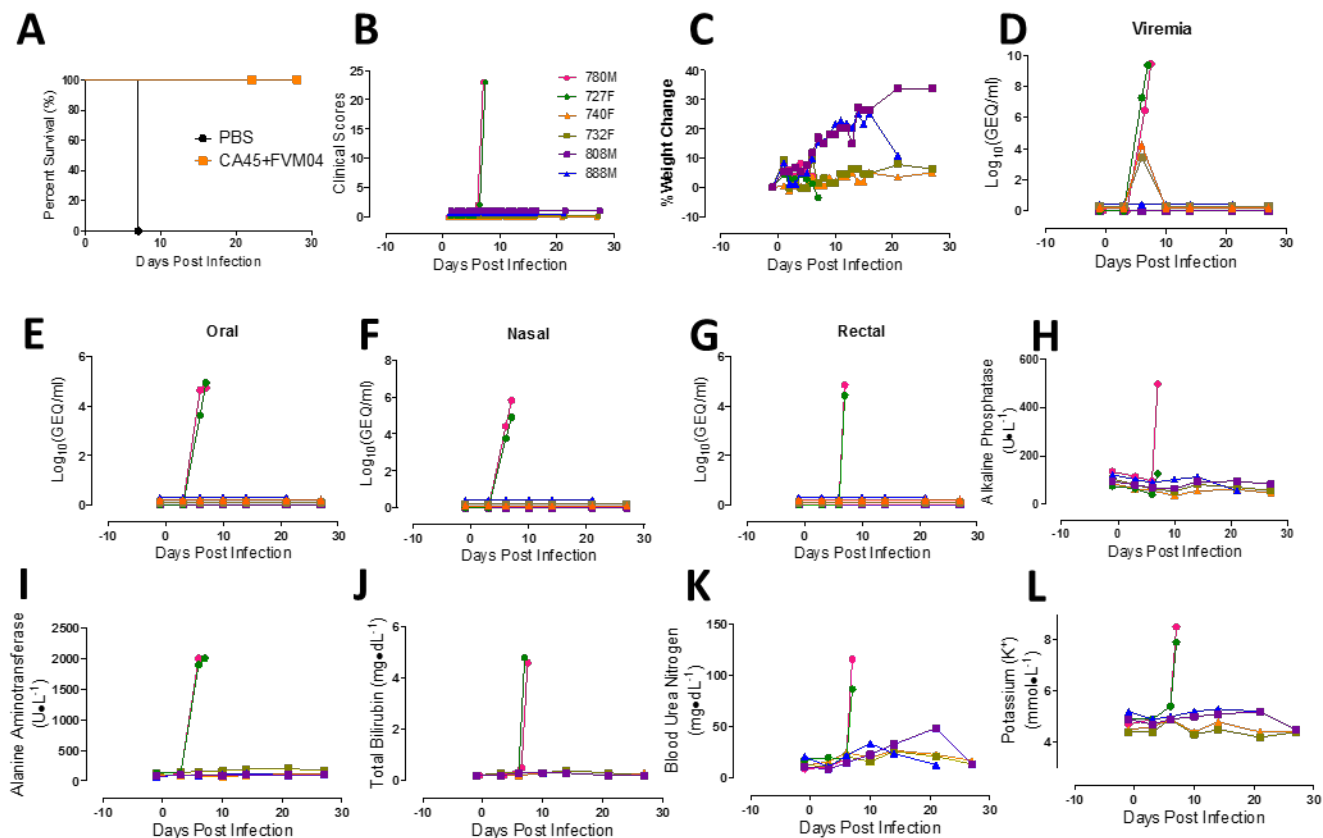 A
Percent Survival (%)
100
80
60
40
20
0
0
10
20
30
Days Post Infection
PBS
CA45+FVM04
B
Clinical Scores
25
20
15
10
5
0
-10
0
10
20
30
Days Post Infection
780M
727F
740F
732F
808M
888M
C
% Weight Change
40
30
20
10
0
-10
-10
0
10
20
30
Days Post Infection
D
Viremia
Log10(GEQ/ml)
10
8
6
4
2
0
-10
0
10
20
30
Days Post Infection
E
Oral
Log10(GEQ/ml)
6
4
2
0
-10
0
10
20
30
Days Post Infection
F
Nasal
Log10(GEQ/ml)
8
6
4
2
0
-10
0
10
20
30
Days Post Infection
G
Rectal
Log10(GEQ/ml)
6
4
2
0
-10
0
10
20
30
Days Post Infection
H
Alkaline Phosphatase
(U•L-1)
600
400
200
0
-10
0
10
20
30
Days Post Infection
I
Alanine Aminotransferase
(U•L-1)
2500
2000
1500
1000
500
0
-10
0
10
20
30
Days Post Infection
J
Total Bilirubin (mg•dL-1)
6
4
2
0
-10
0
10
20
30
Days Post Infection
K
Blood Urea Nitrogen
(mg•dL-1)
150
100
50
0
-10
0
10
20
30
Days Post Infection
L
Potassium (K+)
(mmol•L-1)
8
6
4
-10
0
10
20
30
Days Post Infection